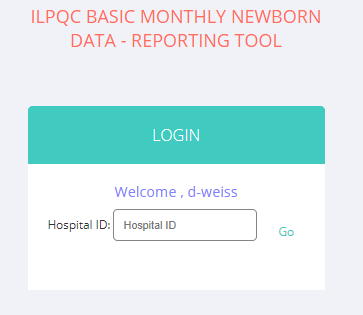 ILPQC BASIC MONTHLY NEWBORN
DATA - REPORTING TOOL
LOGIN
Welcome , d-weiss
Hospital ID: Hospital ID Go